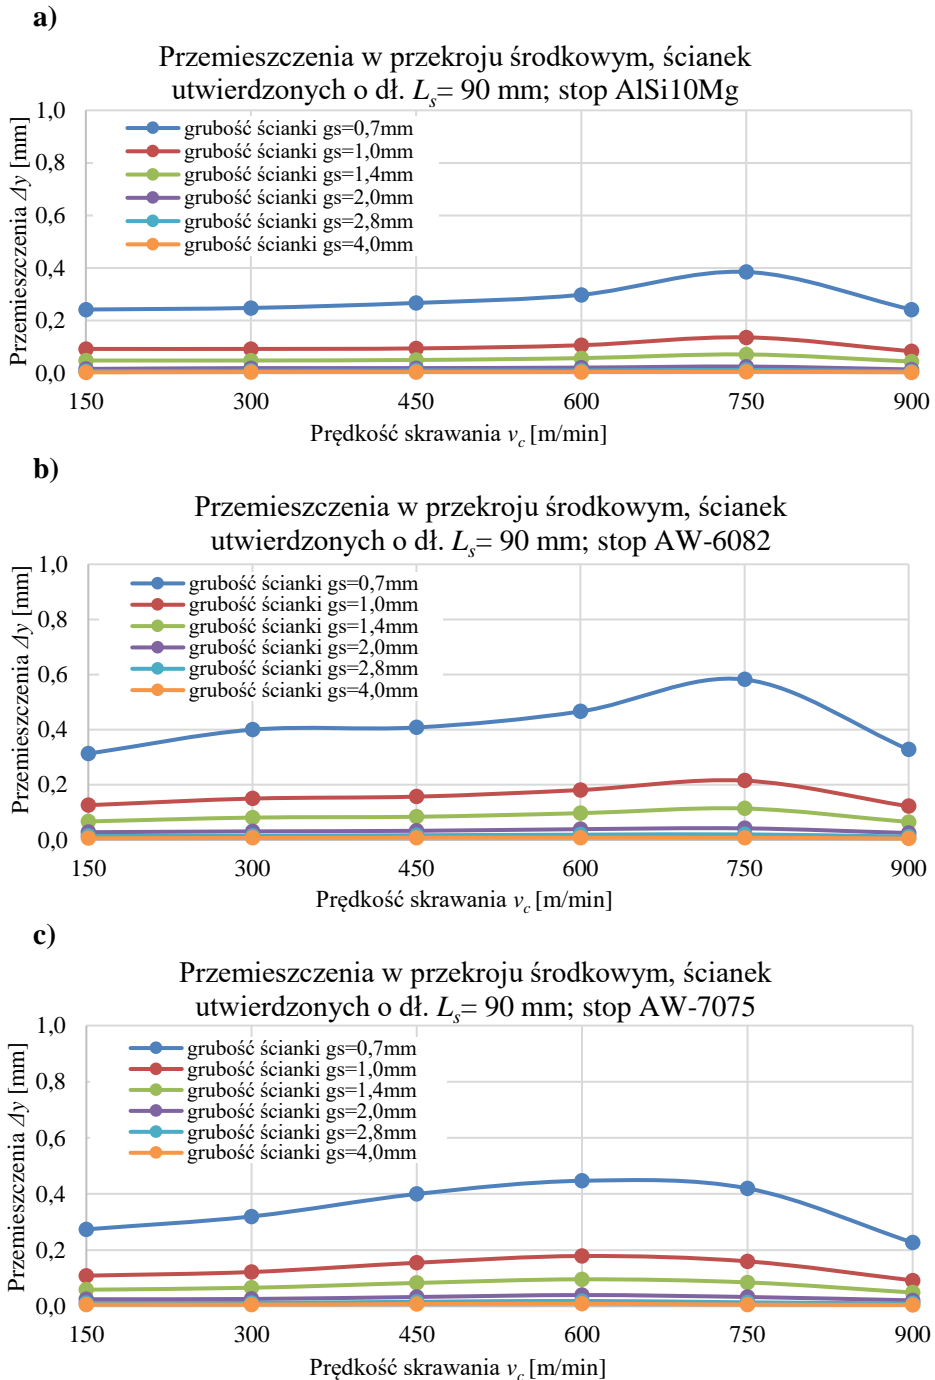 a)
Przemieszczenia w przekroju środkowym, ścianek
utwierdzonych o dł. Lₛ= 90 mm; stop AlSi10Mg
Przemieszczenia Δy [mm]
1,0
0,8
0,6
0,4
0,2
0,0
grubość ścianki gs=0,7mm
grubość ścianki gs=1,0mm
grubość ścianki gs=1,4mm
grubość ścianki gs=2,0mm
grubość ścianki gs=2,8mm
grubość ścianki gs=4,0mm
150 300 450 600 750 900
Prędkość skrawania v_c [m/min]
b)
Przemieszczenia w przekroju środkowym, ścianek
utwierdzonych o dł. Lₛ= 90 mm; stop AW-6082
Przemieszczenia Δy [mm]
1,0
0,8
0,6
0,4
0,2
0,0
grubość ścianki gs=0,7mm
grubość ścianki gs=1,0mm
grubość ścianki gs=1,4mm
grubość ścianki gs=2,0mm
grubość ścianki gs=2,8mm
grubość ścianki gs=4,0mm
150 300 450 600 750 900
Prędkość skrawania v_c [m/min]
c)
Przemieszczenia w przekroju środkowym, ścianek
utwierdzonych o dł. Lₛ= 90 mm; stop AW-7075
Przemieszczenia Δy [mm]
1,0
0,8
0,6
0,4
0,2
0,0
grubość ścianki gs=0,7mm
grubość ścianki gs=1,0mm
grubość ścianki gs=1,4mm
grubość ścianki gs=2,0mm
grubość ścianki gs=2,8mm
grubość ścianki gs=4,0mm
150 300 450 600 750 900
Prędkość skrawania v_c [m/min]